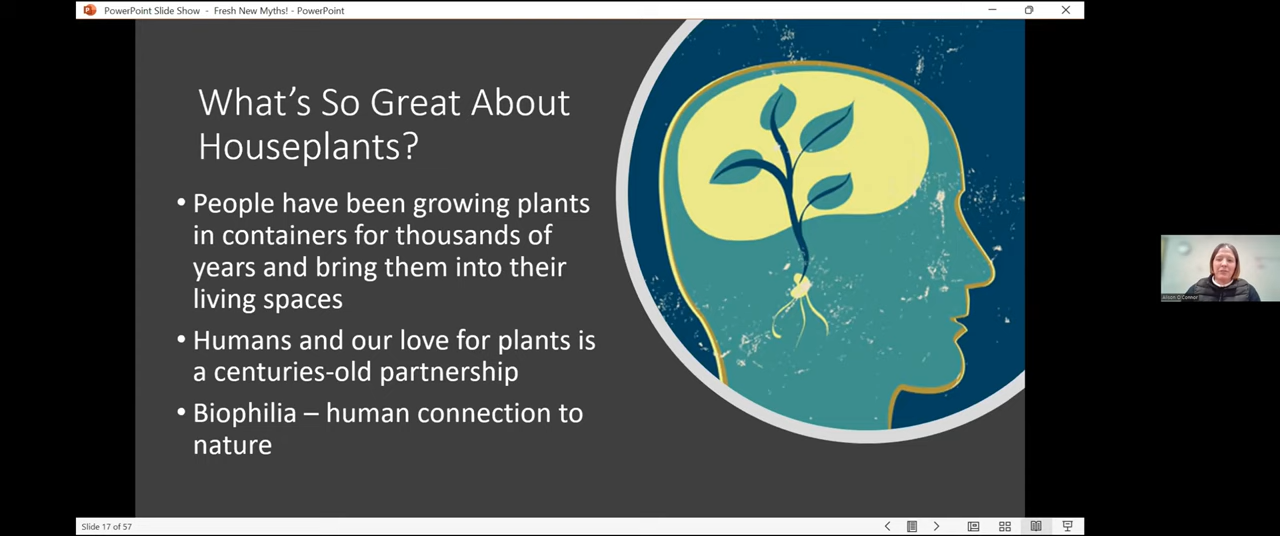 PowerPoint Slide Show - Fresh New Myths! - PowerPoint
What's So Great About
Houseplants?
• People have been growing plants
in containers for thousands of
years and bring them into their
living spaces
• Humans and our love for plants is
a centuries-old partnership
• Biophilia – human connection to
nature
Alison O'Connor
Slide 17 of 57